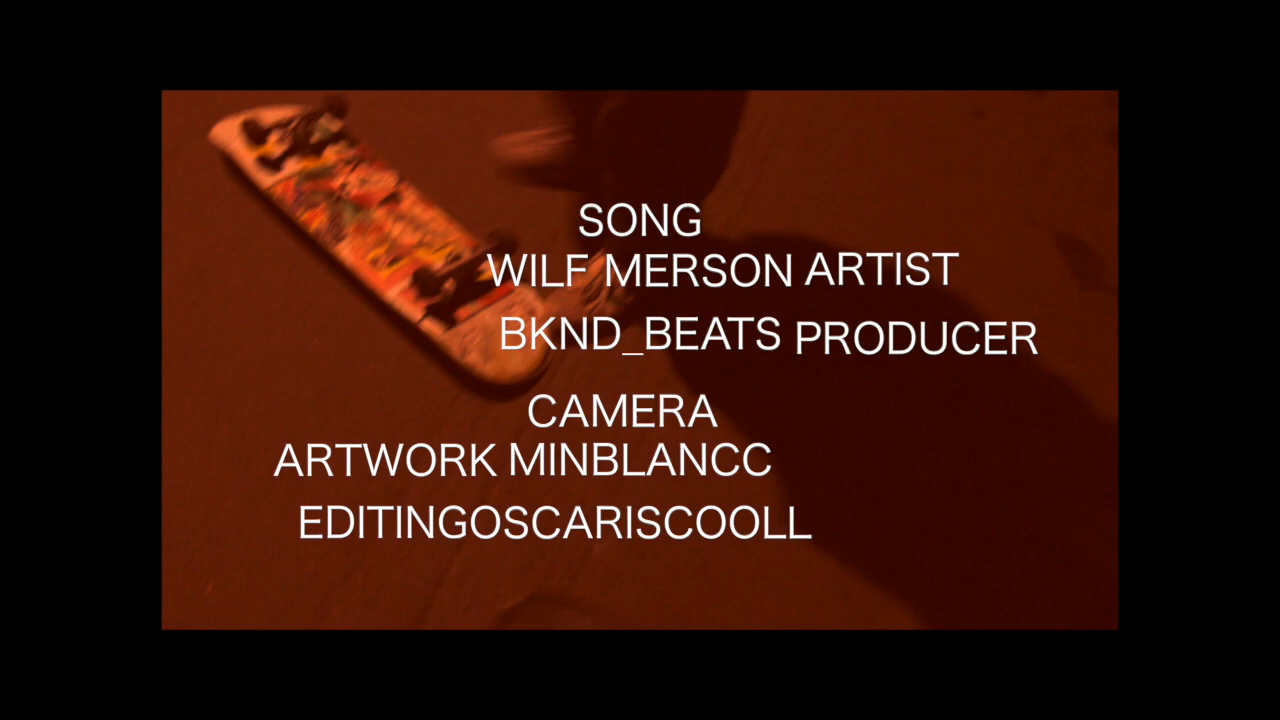 SONG
WILF MERSON ARTIST
BKND_BEATS PRODUCER
CAMERA
ARTWORK MINBLANCC
EDITINGOSCARISCOOLL